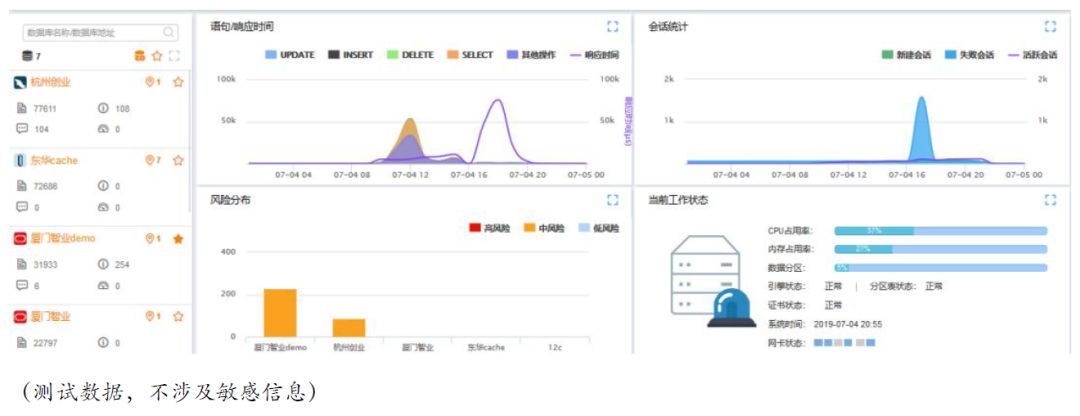 数据库名称/数据库地址
7
杭州创业 1
77611 108
104 0
东华cache 7
72686 0
0 0
厦门智业demo 1
31933 254
6 0
厦门智业 1
22797 0
语句/响应时间
UPDATE INSERT DELETE SELECT 其他操作 响应时间
100k 100k
50k 50k
07-04 04 07-04 08 07-04 12 07-04 16 07-04 20 07-05 00
会话统计
新建会话 失败会话 活跃会话
2k 2k
1k 1k
07-04 04 07-04 08 07-04 12 07-04 16 07-04 20 07-05 00
风险分布
高风险 中风险 低风险
400
200
0
厦门智业demo 杭州创业 厦门智业 东华cache 12c
当前工作状态
CPU占用率: 37%
内存占用率: 27%
数据分区:
引擎状态: 正常 | 分区表状态: 正常
证书状态: 正常
系统时间: 2019-07-04 20:55
网卡状态:
(测试数据，不涉及敏感信息)